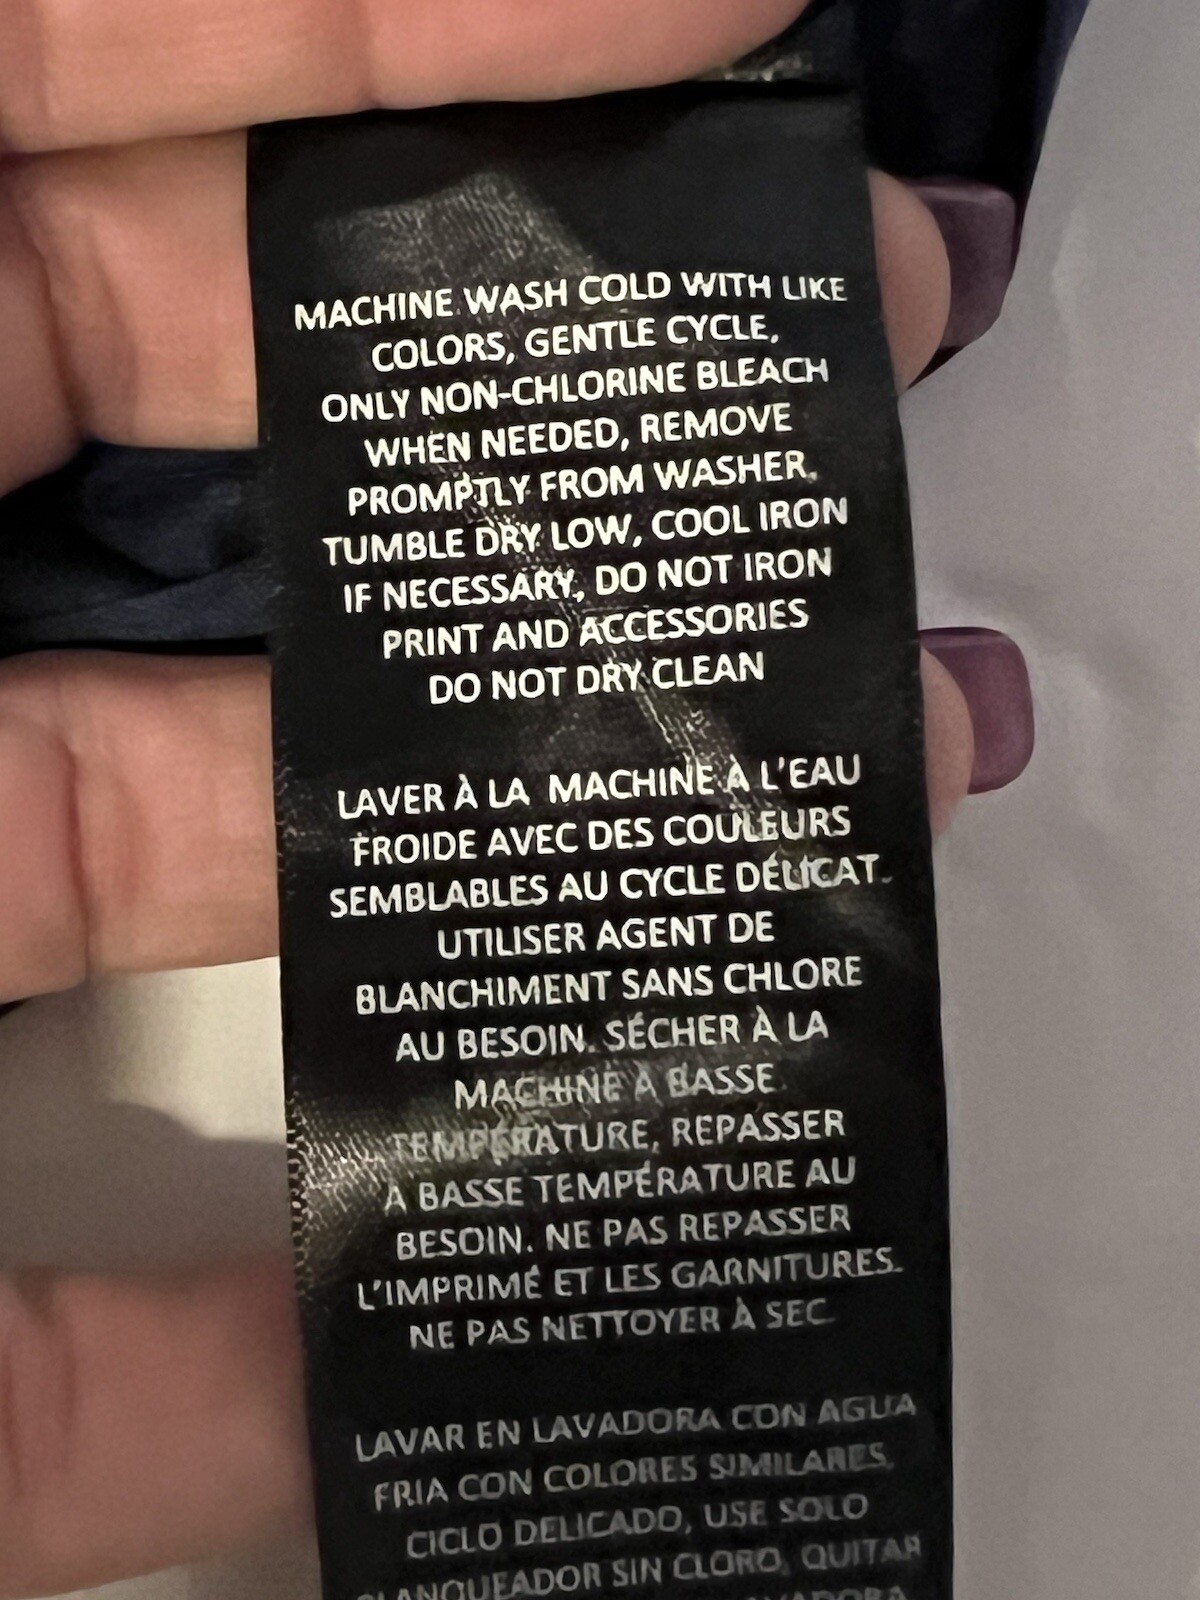 MACHINE WASH COLD WITH LIKE
COLORS, GENTLE CYCLE,
ONLY NON-CHLORINE BLEACH
WHEN NEEDED, REMOVE
PROMPTLY FROM WASHER.
TUMBLE DRY LOW, COOL IRON
IF NECESSARY, DO NOT IRON
PRINT AND ACCESSORIES
DO NOT DRY CLEAN
LAVER À LA MACHINE À L'EAU
FROIDE AVEC DES COULEURS
SEMBLABLES AU CYCLE DÉLICAT.
UTILISER AGENT DE
BLANCHIMENT SANS CHLORE
AU BESOIN. SÉCHER À LA
MACHINE À BASSE
TEMPÉRATURE, REPASSER
À BASSE TEMPÉRATURE AU
BESOIN. NE PAS REPASSER
L'IMPRIMÉ ET LES GARNITURES.
NE PAS NETTOYER À SEC
LAVAR EN LAVADORA CON AGUA
FRIA CON COLORES SIMILARES,
CICLO DELICADO, USE SOLO
BLANQUEADOR SIN CLORO, QUITAR